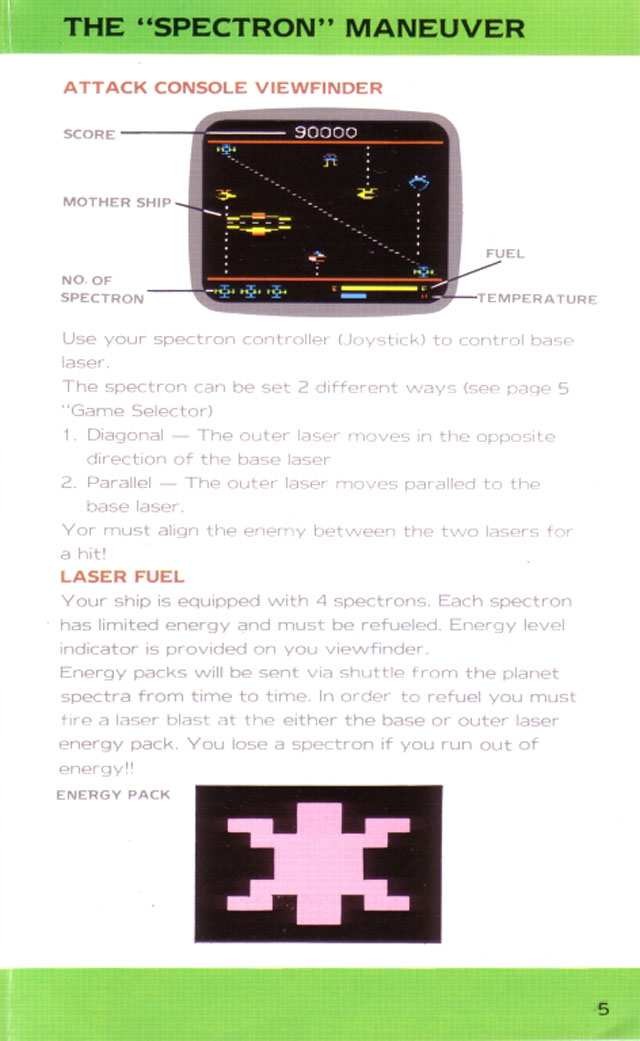 THE “SPECTRON” MANEUVER
ATTACK CONSOLE VIEWFINDER
SCORE
90000
MOTHER SHIP
FUEL
NO. OF
SPECTRON
E F
H
TEMPERATURE
Use your spectron controller (Joystick) to control base
laser.
The spectron can be set 2 different ways (see page 5
“Game Selector)
1. Diagonal — The outer laser moves in the opposite
direction of the base laser
2. Parallel — The outer laser moves paralled to the
base laser.
Yor must align the enemy between the two lasers for
a hit!
LASER FUEL
Your ship is equipped with 4 spectrons. Each spectron
has limited energy and must be refueled. Energy level
indicator is provided on you viewfinder.
Energy packs will be sent via shuttle from the planet
spectra from time to time. In order to refuel you must
fire a laser blast at the either the base or outer laser
energy pack. You lose a spectron if you run out of
energy!!
ENERGY PACK
5